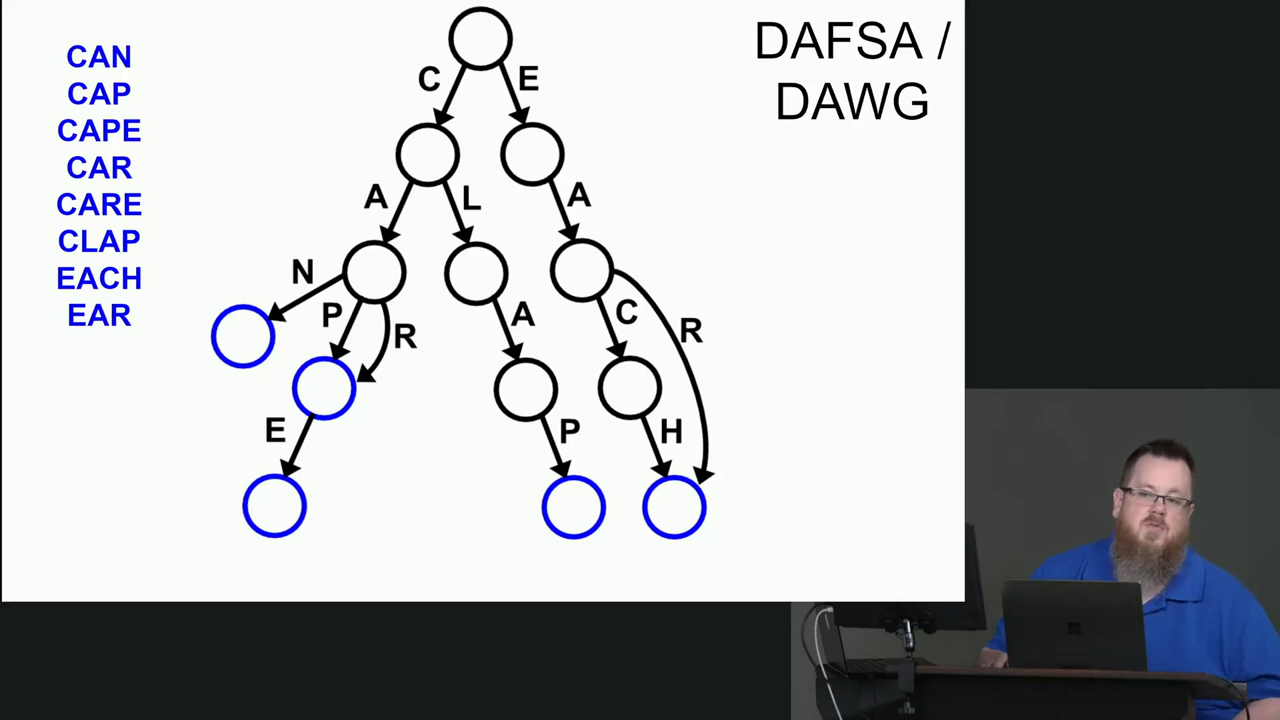 DAFSA /
DAWG
CAN
CAP
CAPE
CAR
CARE
CLAP
EACH
EAR
C E
A L A
N P R A C R
E P H